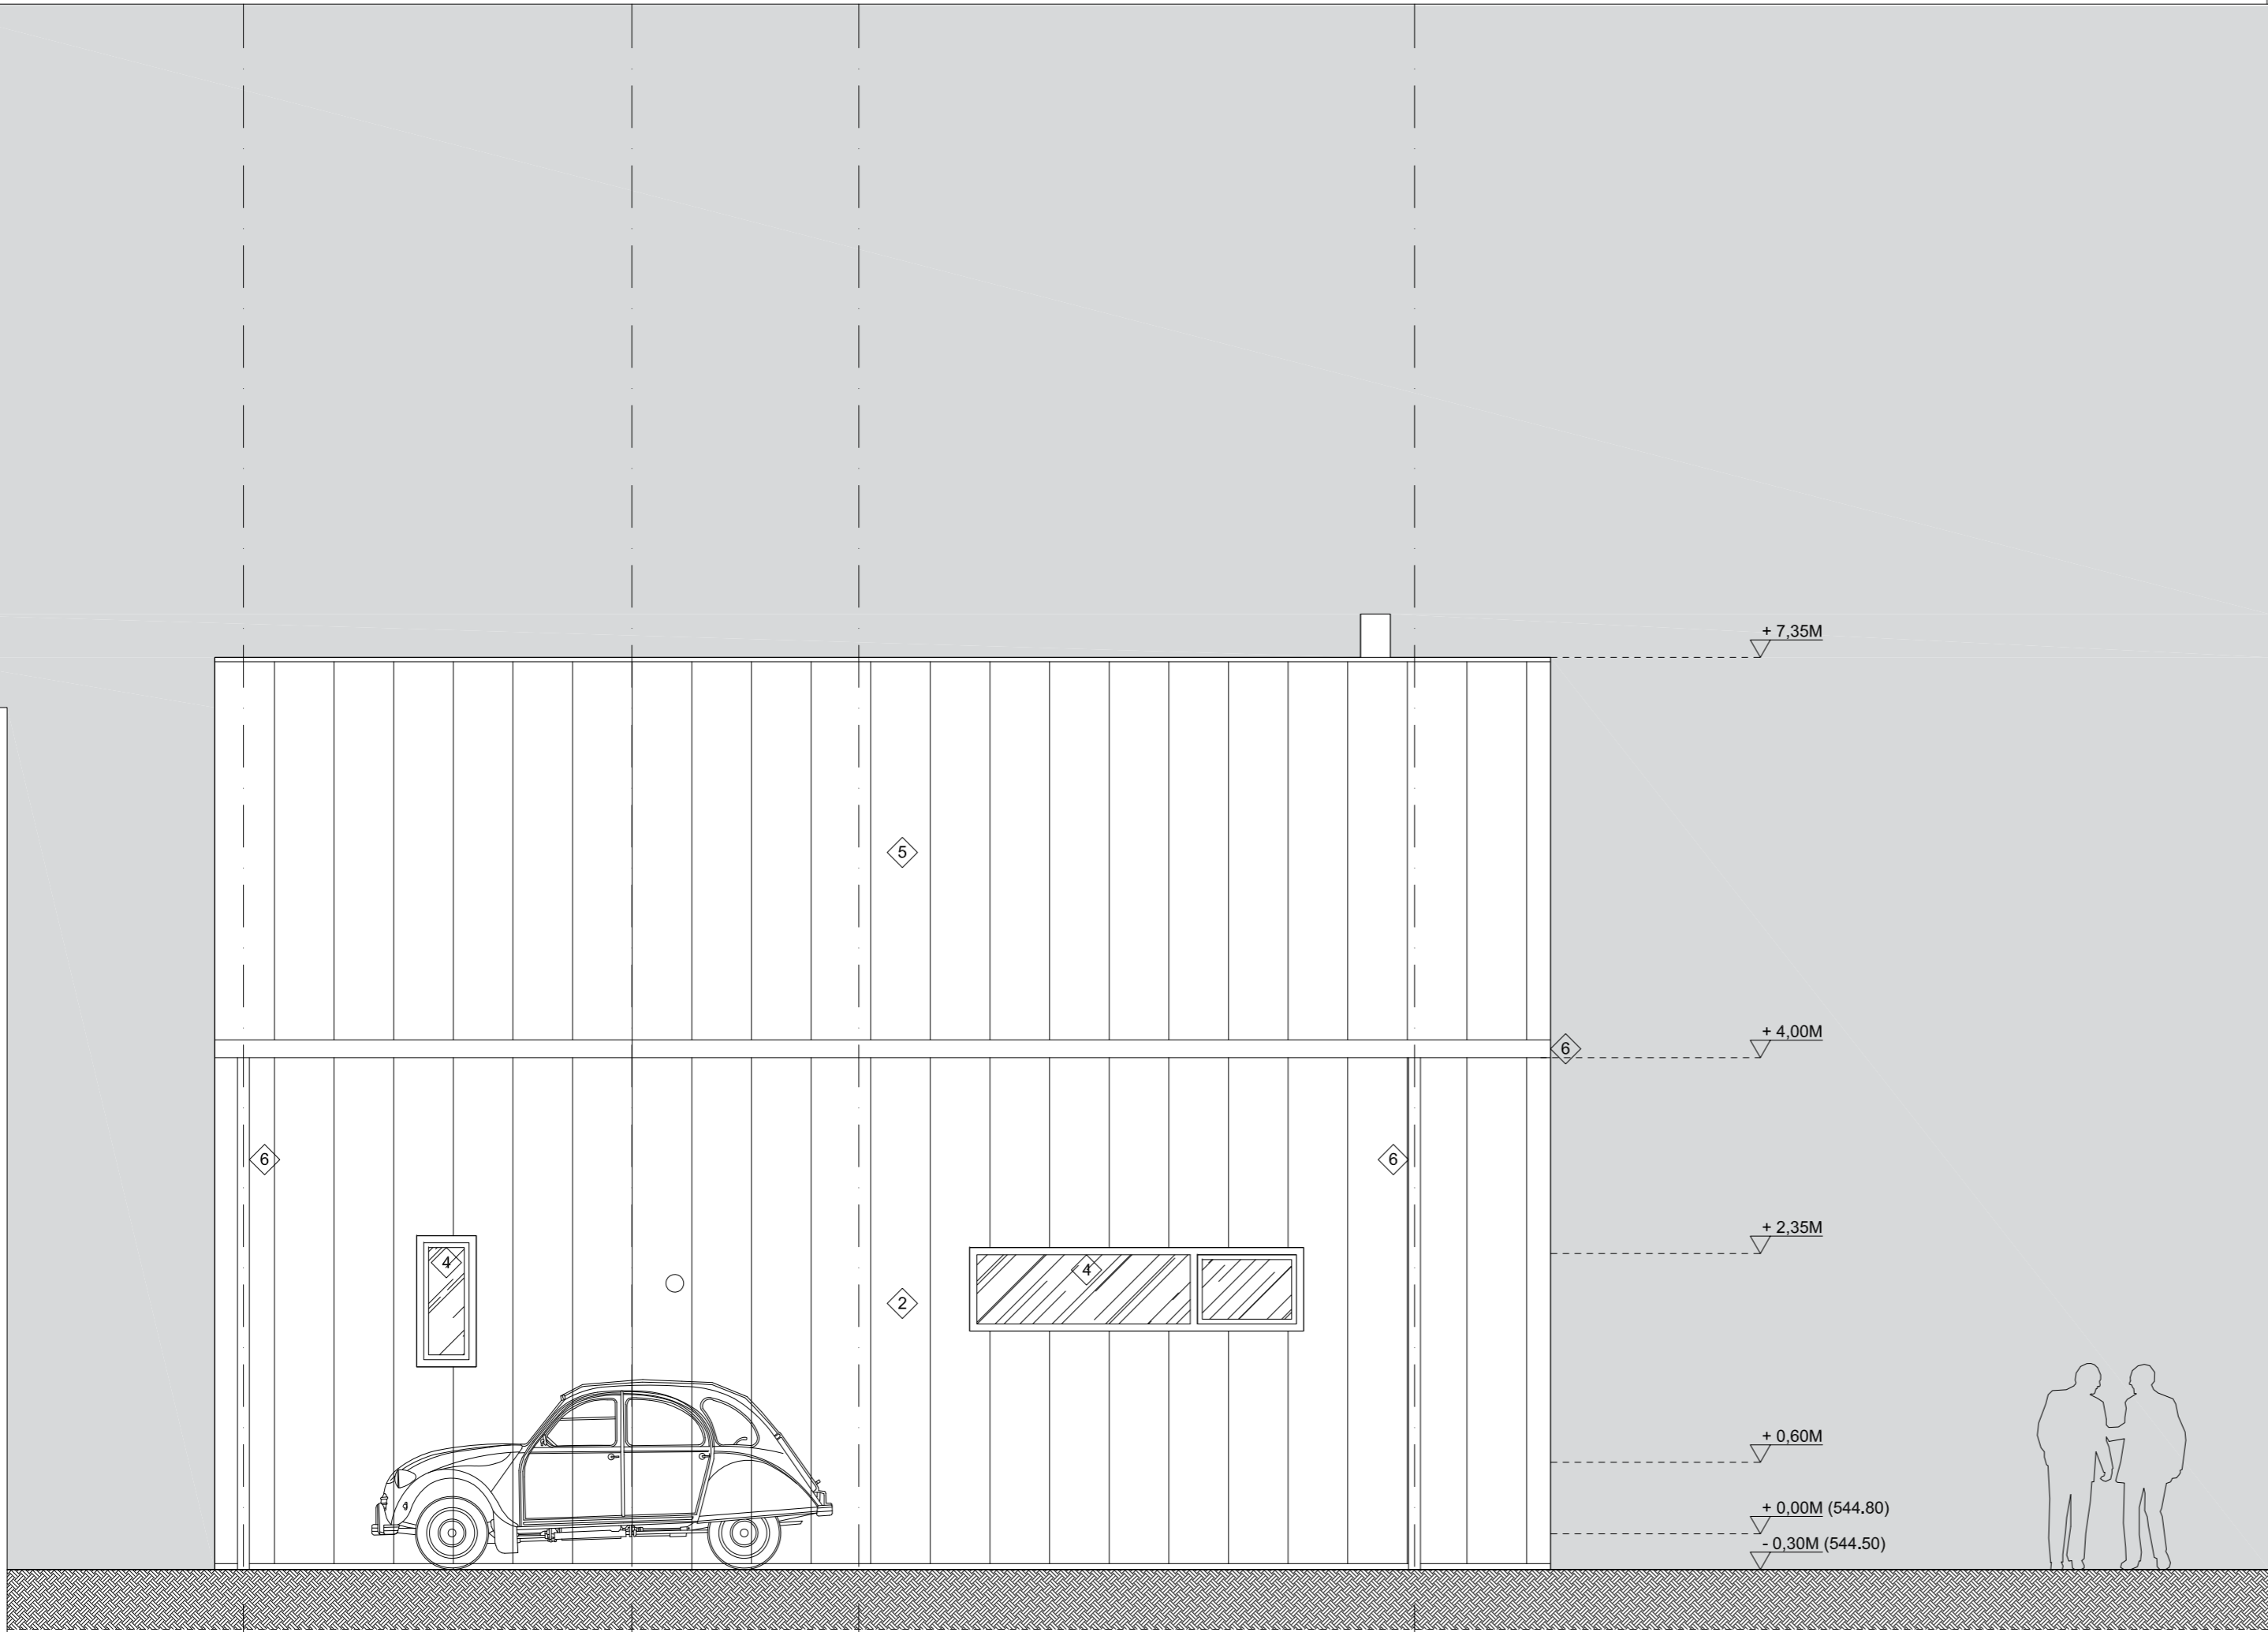 + 7,35M
5
+ 4,00M
6
6
6
+ 2,35M
4
4
2
+ 0,60M
+ 0,00M (544.80)
- 0,30M (544.50)